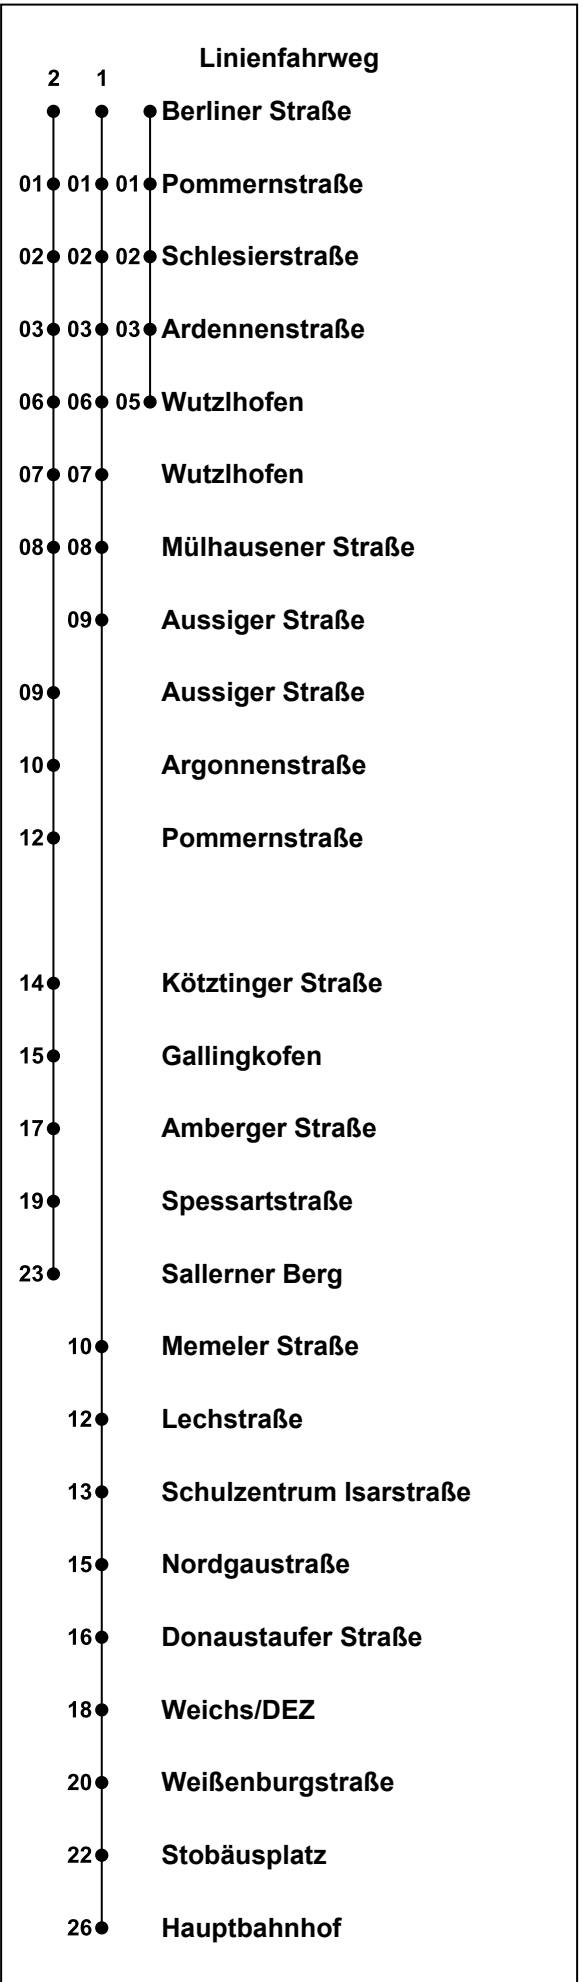 Linienfahrweg
2 1
Berliner Straße
01 01 01 Pommernstraße
02 02 02 Schlesierstraße
03 03 03 Ardennenstraße
06 06 05 Wutzlhofen
07 07 Wutzlhofen
08 08 Mülhausener Straße
09 Aussiger Straße
09 Aussiger Straße
10 Argonnenstraße
12 Pommernstraße
14 Kötztinger Straße
15 Gallingkofen
17 Amberger Straße
19 Spessartstraße
23 Sallerner Berg
10 Memeler Straße
12 Lechstraße
13 Schulzentrum Isarstraße
15 Nordgaustraße
16 Donaustaufer Straße
18 Weichs/DEZ
20 Weißenburgstraße
22 Stobäusplatz
26 Hauptbahnhof